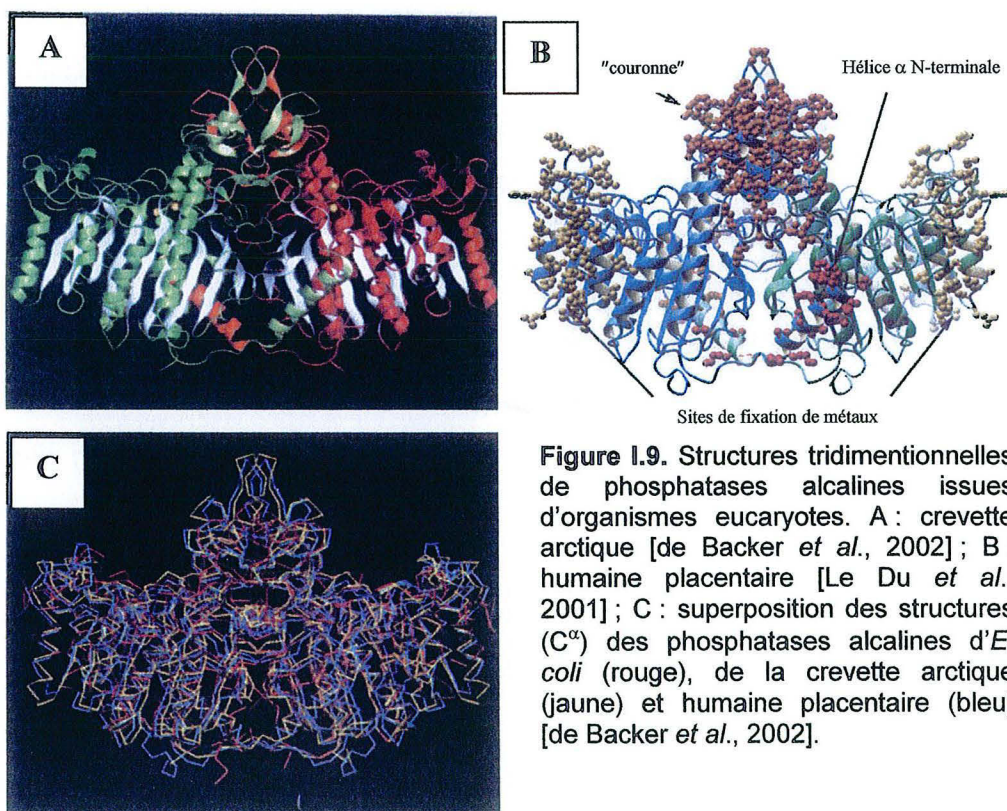 A
B
"couronne"
Hélice α N-terminale
Sites de fixation de métaux
C
Figure I.9. Structures tridimentionnelles
de phosphatases alcalines issues
d'organismes eucaryotes. A : crevette
arctique [de Backer et al., 2002] ; B
humaine placentaire [Le Du et al.
2001] ; C : superposition des structures
(Cα) des phosphatases alcalines d'E
coli (rouge), de la crevette arctique
(jaune) et humaine placentaire (bleu
[de Backer et al., 2002].